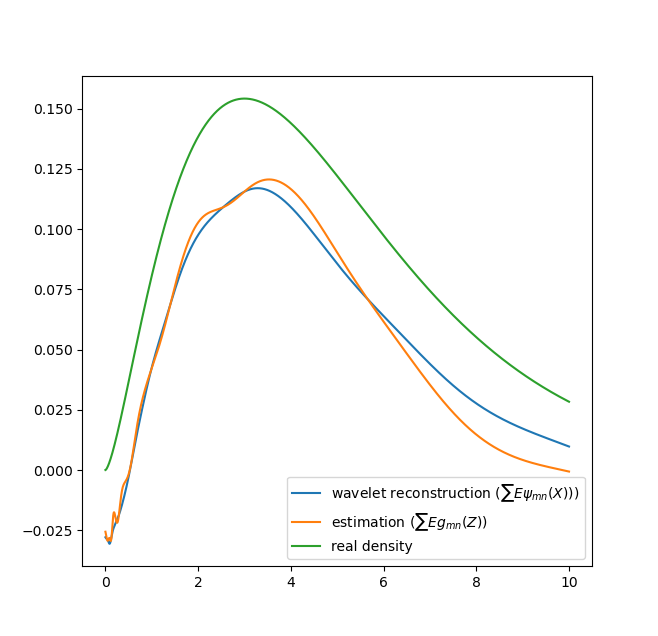 0.150
0.125
0.100
0.075
0.050
0.025
0.000
−0.025
0 2 4 6 8 10
wavelet reconstruction (∑Eψmn(X)))
estimation (∑Egmn(Z))
real density